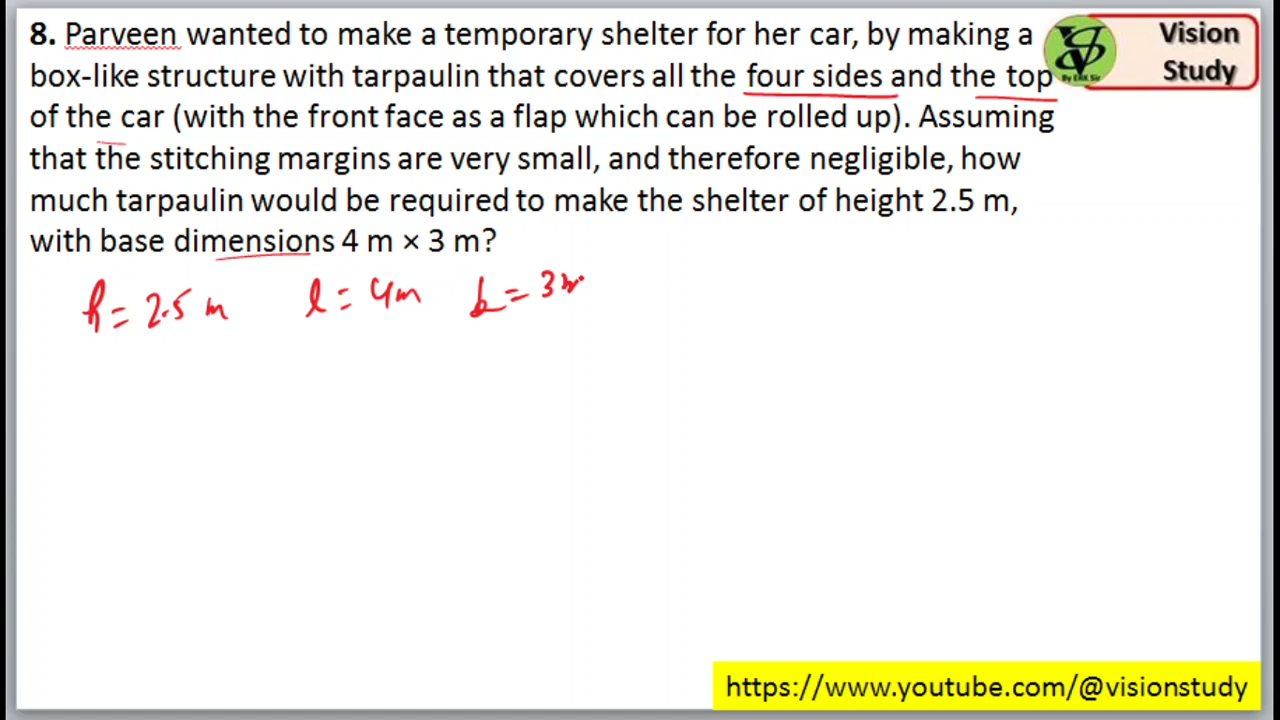 8. Parveen wanted to make a temporary shelter for her car, by making a
box-like structure with tarpaulin that covers all the four sides and the top
of the car (with the front face as a flap which can be rolled up). Assuming
that the stitching margins are very small, and therefore negligible, how
much tarpaulin would be required to make the shelter of height 2.5 m,
with base dimensions 4 m × 3 m?
h = 2.5 m l = 4m b = 3m
Vision
Study
By ERK Sir
https://www.youtube.com/@visionstudy